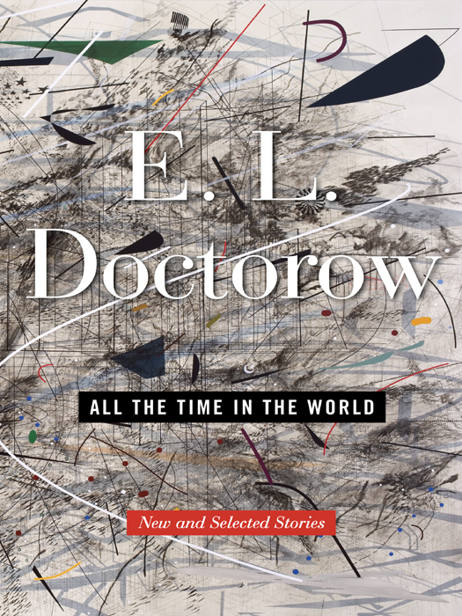 E. L.
Doctorow
ALL THE TIME IN THE WORLD
New and Selected Stories